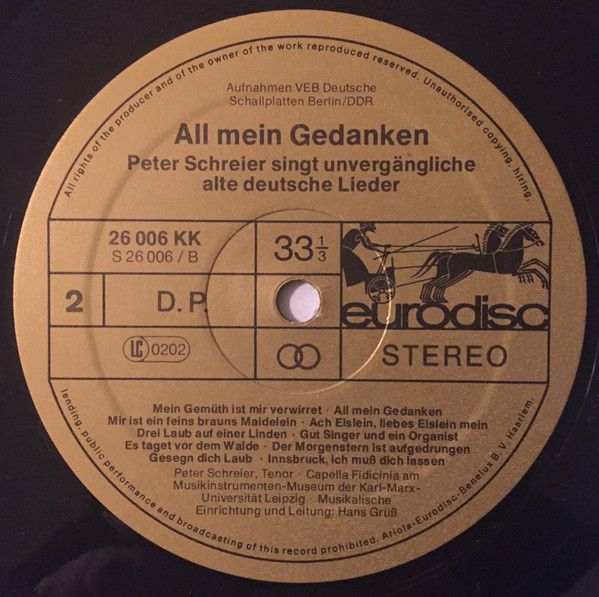 All rights of the producer and of the owner of the work reproduced reserved. Unauthorised copying, hiring,
Aufnahmen VEB Deutsche
Schallplatten Berlin/DDR
All mein Gedanken
Peter Schreier singt unvergängliche
alte deutsche Lieder
26 006 KK
S 26 006 / B
33 1/3
2
D. P.
eurodisc
LC 0202
STEREO
Mein Gemüth ist mir verwirret · All mein Gedanken
Mir ist ein feins brauns Maidelein · Ach Elslein, liebes Elslein mein
Drei Laub auf einer Linden · Gut Singer und ein Organist
Es taget vor dem Walde · Der Morgenstern ist aufgedrungen
Gesegn dich Laub · Innsbruck, ich muß dich lassen
Peter Schreier, Tenor · Capella Fidicinia am
Musikinstrumenten-Museum der Karl-Marx-
Universität Leipzig Musikalische
Einrichtung und Leitung: Hans Grüß
lending, public performance and broadcasting of this record prohibited. Ariola-Eurodisc-Benelux B. V. Haarlem.